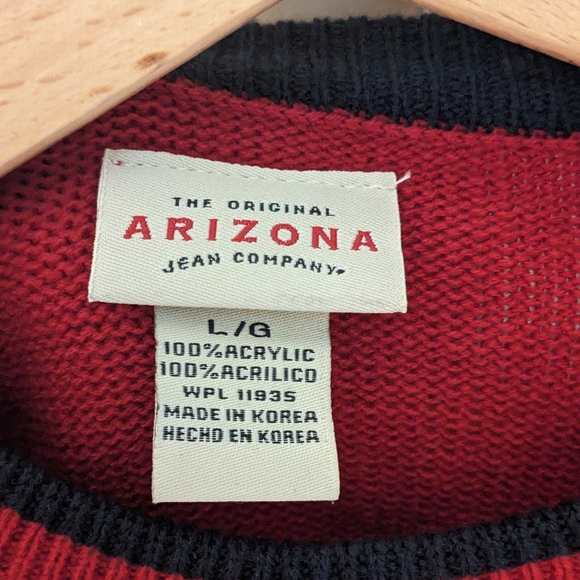 THE ORIGINAL
ARIZONA
JEAN COMPANY
L/G
100% ACRYLIC
100% ACRILICO
WPL 11935
MADE IN KOREA
HECHO EN KOREA